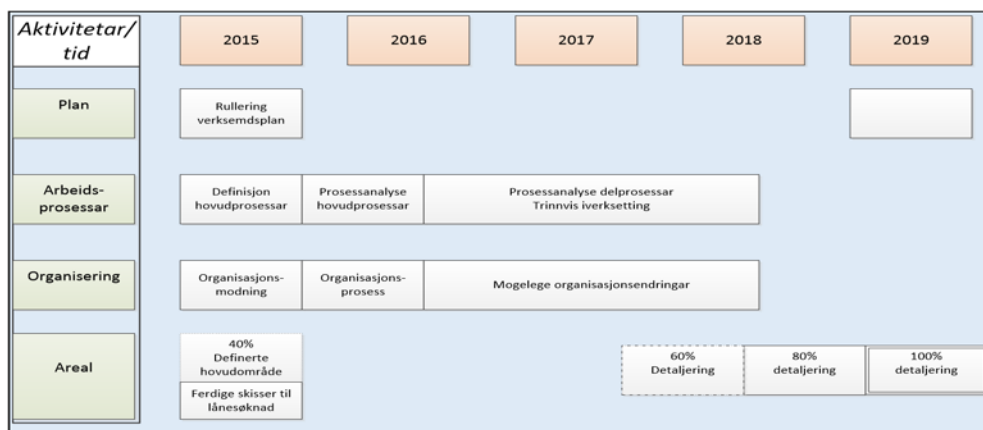 Aktivitetar/
tid
2015
2016
2017
2018
2019
Plan
Rullering
verksemdsplan
Arbeids-
prosessar
Definisjon
hovudprosessar
Prosessanalyse
hovudprosessar
Prosessanalyse delprosessar
Trinnvis iverksetting
Organisering
Organisasjons-
modning
Organisasjons-
prosess
Mogelege organisasjonsendringar
Areal
40%
Definerte
hovudområde
Ferdige skisser til
lånesøknad
60%
Detaljering
80%
detaljering
100%
detaljering